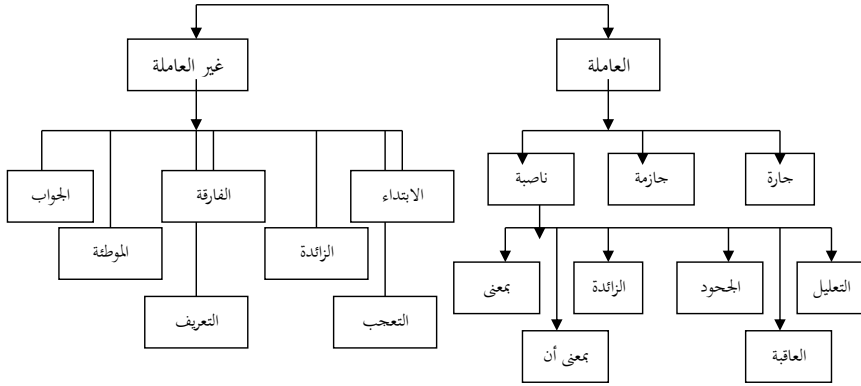 العاملة
غير العاملة
جارة
جازمة
ناصبة
الابتداء
الفارقة
الجواب
الزائدة
الموطئة
التعليل
الجحود
الزائدة
بمعنى
التعجب
التعريف
العاقبة
بمعنى أن